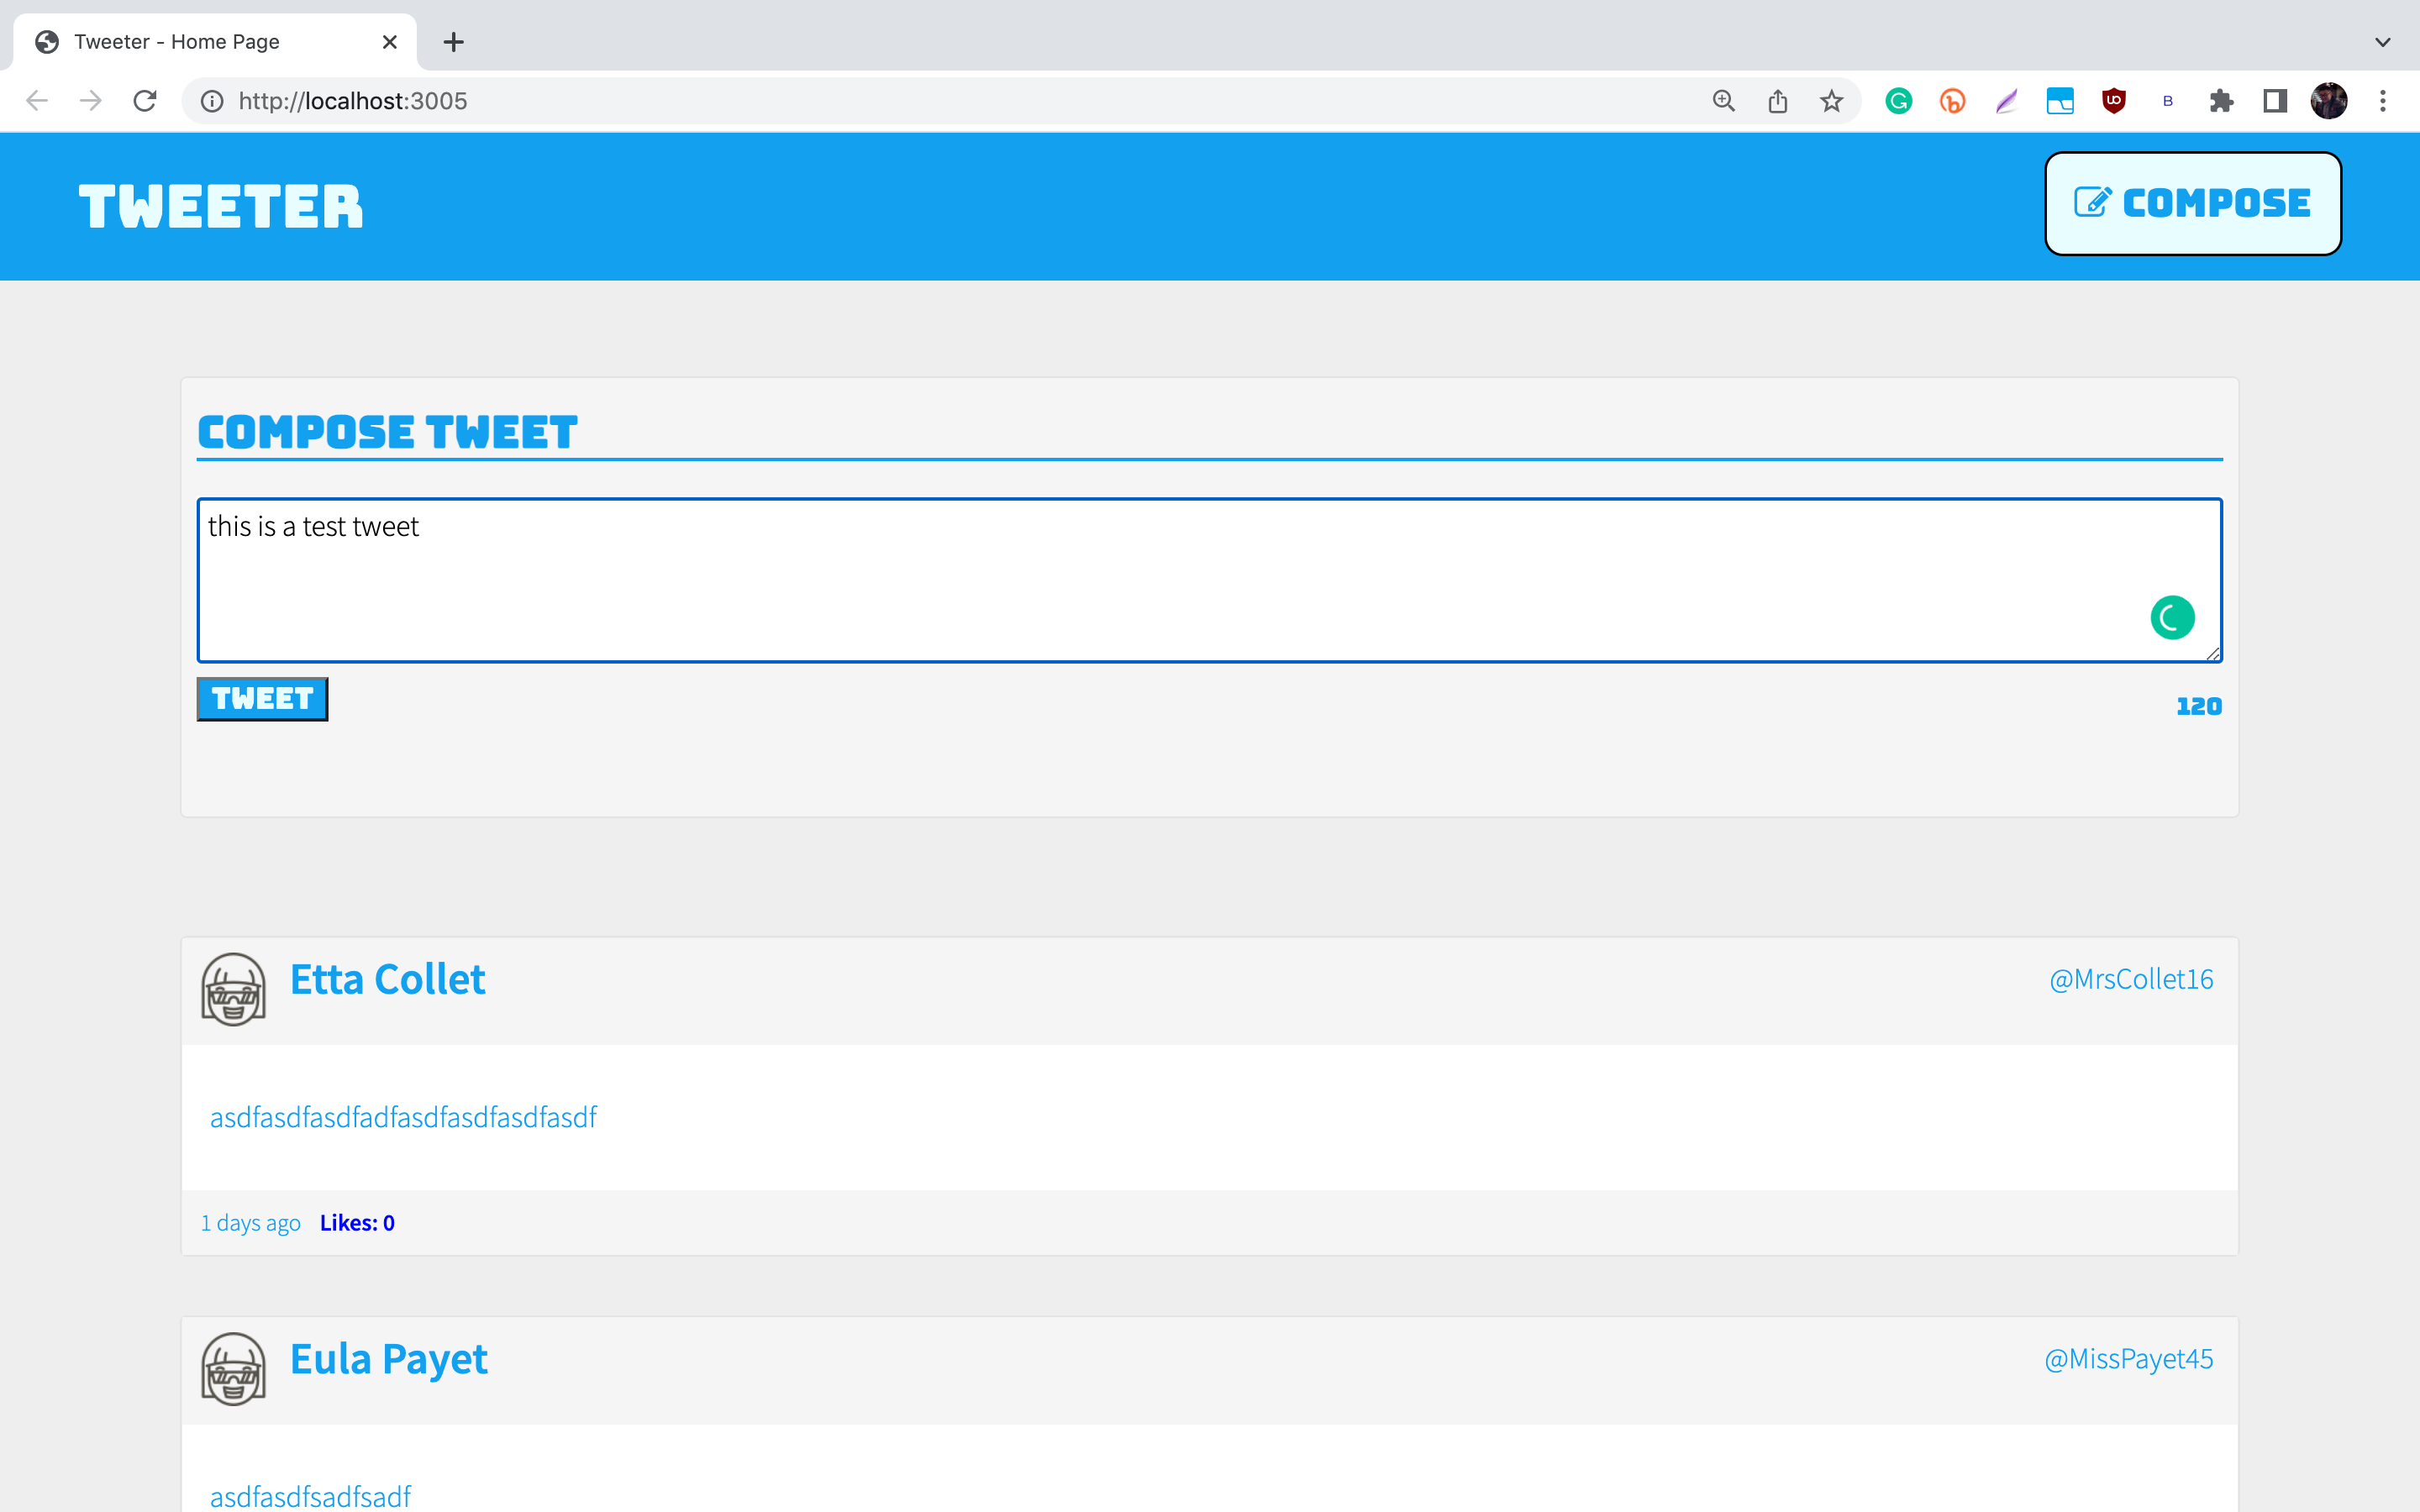 Tweeter - Home Page
http://localhost:3005
B
TWEETER
COMPOSE
COMPOSE TWEET
this is a test tweet
TWEET
120
Etta Collet
@MrsCollet16
asdfasdfasdfadfasdfasdfasdfasdf
1 days ago Likes: 0
Eula Payet
@MissPayet45
asdfasdfsadfsadf